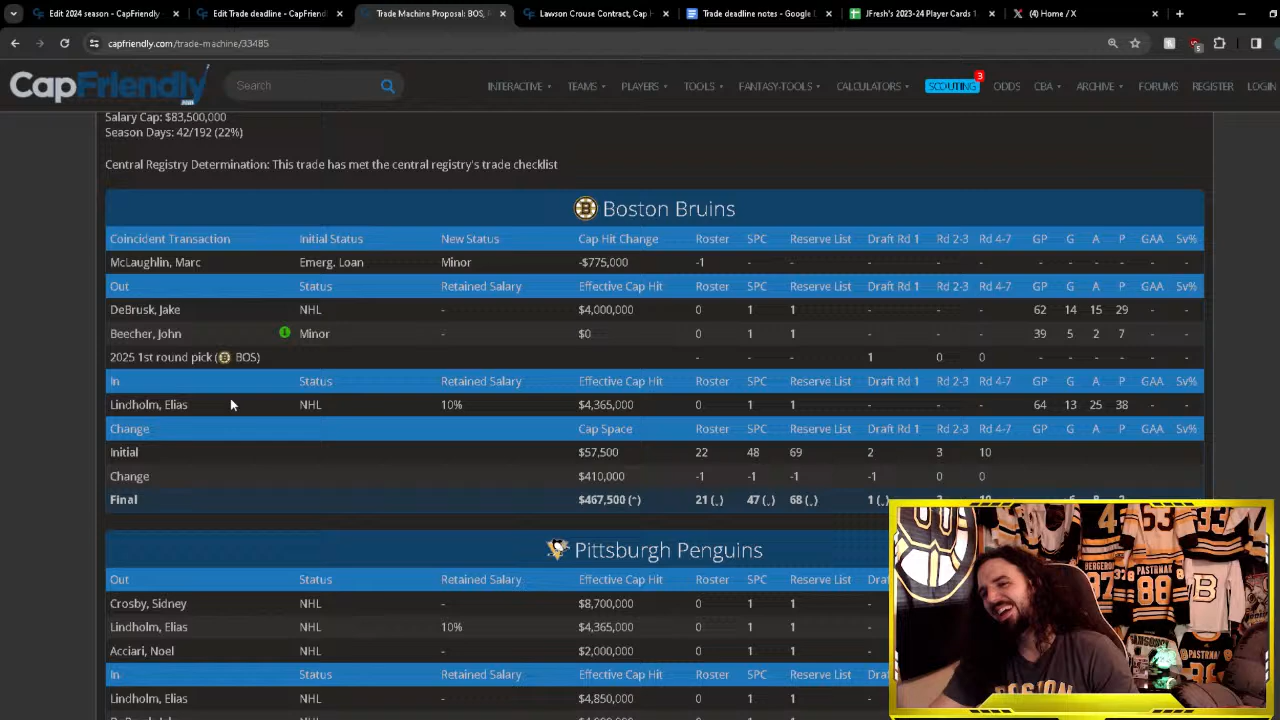 Edit 2024 season - CapFriendly
Edit Trade deadline - CapFriendl
Trade Machine Proposal: BOS,
Lawson Crouse Contract, Cap H
Trade deadline notes - Google
JFresh's 2023-24 Player Cards
(4) Home / X
capfriendly.com/trade-machine/33485
CapFriendly .com
Search
INTERACTIVE TEAMS PLAYERS TOOLS FANTASY-TOOLS CALCULATORS SCOUTING 3 ODDS CBA ARCHIVE FORUMS REGISTER LOGIN
Salary Cap: $83,500,000
Season Days: 42/192 (22%)
Central Registry Determination: This trade has met the central registry's trade checklist
Boston Bruins
Coincident Transaction Initial Status New Status Cap Hit Change Roster SPC Reserve List Draft Rd 1 Rd 2-3 Rd 4-7 GP G A P GAA Sv%
McLaughlin, Marc Emerg. Loan Minor -$775,000 -1 - - - - - - - - - - -
Out Status Retained Salary Effective Cap Hit Roster SPC Reserve List Draft Rd 1 Rd 2-3 Rd 4-7 GP G A P GAA Sv%
DeBrusk, Jake NHL - $4,000,000 0 1 1 - - - 62 14 15 29 - -
Beecher, John Minor - $0 0 1 1 - - - 39 5 2 7 - -
2025 1st round pick ( BOS) - - - 1 0 0 - - - - - -
In Status Retained Salary Effective Cap Hit Roster SPC Reserve List Draft Rd 1 Rd 2-3 Rd 4-7 GP G A P GAA Sv%
Lindholm, Elias NHL 10% $4,365,000 0 1 1 - - - 64 13 25 38 - -
Change Cap Space Roster SPC Reserve List Draft Rd 1 Rd 2-3 Rd 4-7 GP G A P GAA Sv%
Initial $57,500 22 48 69 2 3 10
Change $410,000 -1 -1 -1 -1 0 0
Final $467,500 21 47 68 1
Pittsburgh Penguins
Out Status Retained Salary Effective Cap Hit Roster SPC Reserve List
Crosby, Sidney NHL - $8,700,000 0 1 1 -
Lindholm, Elias NHL 10% $4,365,000 0 1 1 -
Acciari, Noel NHL - $2,000,000 0 1 1 -
In Status Retained Salary Effective Cap Hit Roster SPC Reserve List
Lindholm, Elias NHL - $4,850,000 0 1 1 -
BERGERON
37
PASTRNAK
88
33
B
PASTRNAK
BOSTON